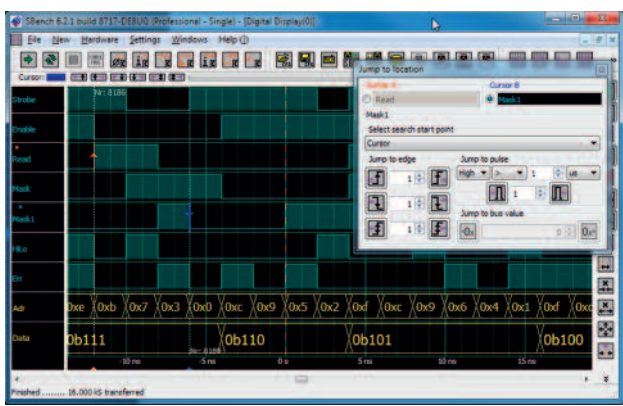 SBench 6.2.1 build 8717-DEBUG (Professional - Single) - [Digital Display(0)]
File New Hardware Settings Windows Help
Cursor:
Jump to location
Cursor B
Read
Mask1
Mask1
Select search start point
Cursor
Jump to edge
Jump to pulse
1
High
>
1
us
1
1
1
Jump to bus value
0x
0
0x
Nr: 8186
Strobe
Enable
Read
Mask
Mask1
HiLo
Err
Adr
0xe 0xb 0x7 0x3 0x0 0xc 0x9 0x5 0x2 0xf 0xc 0x9 0x6 0x4 0x1 0xf 0xc
Data
0b111 0b110 0b101 0b100
-10 ns -5 ns 0 s 5 ns 10 ns 15 ns
Finished ........ 16.000 kS transferred